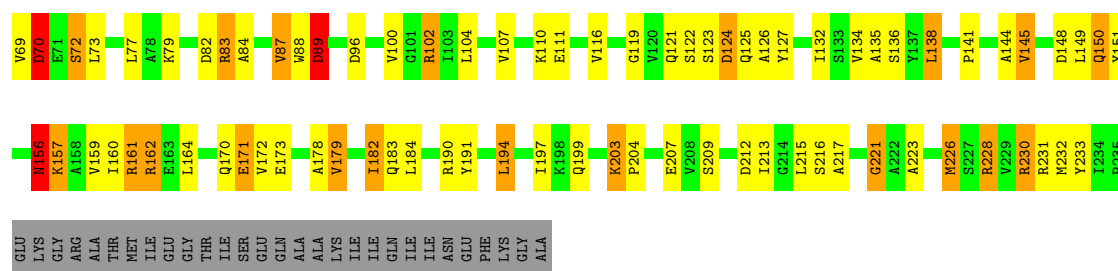 V69 D70 E71 S72 L73 L77 A78 K79 D82 R83 A84 V87 W88 D89 D96 V100 G101 R102 I103 L104 V107 K110 E111 V116 G119 V120 Q121 S122 S123 D124 Q125 A126 Y127 I132 S133 V134 A135 S136 Y137 L138 P141 A144 V145 D148 L149 Q150 Y151
N156 K157 A158 V159 I160 R161 R162 E163 L164 Q170 E171 V172 E173 A178 V179 I182 Q183 L184 R190 Y191 L194 I197 K198 Q199 K203 P204 E207 V208 S209 D212 I213 G214 L215 S216 A217 G221 A222 A223 M226 S227 R228 V229 R230 R231 M232 Y233 I234 P235
GLU LYS GLY ARG ALA THR MET ILE GLU GLY THR ILE SER GLU GLN ALA ALA LYS ILE ILE GLN ILE ILE ASN GLU PHE LYS GLY ALA